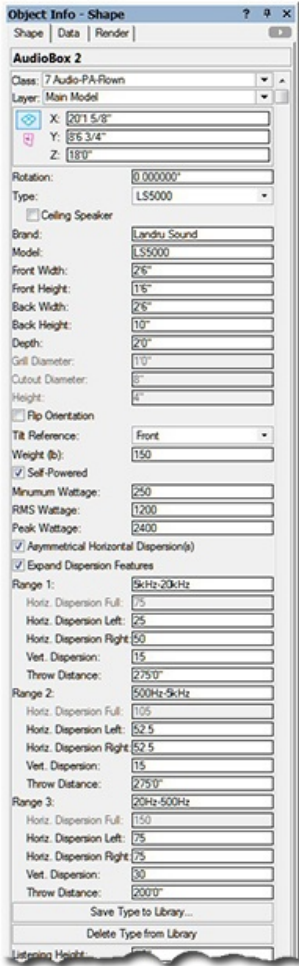 Object Info - Shape ? X
Shape Data Render
AudioBox 2
Class: 7 Audio-PA-Flown
Layer: Main Model
X: 20'1 5/8"
Y: 8'6 3/4"
Z: 18'0"
Rotation: 0.000000°
Type: LS5000
Ceiling Speaker
Brand: Landru Sound
Model: LS5000
Front Width: 2'6"
Front Height: 1'6"
Back Width: 2'6"
Back Height: 10"
Depth: 2'0"
Grill Diameter: 1'0"
Cutout Diameter: 8"
Height: 4"
Flip Orientation
Tilt Reference: Front
Weight (lb): 150
Self-Powered
Minumum Wattage: 250
RMS Wattage: 1200
Peak Wattage: 2400
Asymmetrical Horizontal Dispersion(s)
Expand Dispersion Features
Range 1: 5kHz-20kHz
Horiz. Dispersion Full: 75
Horiz. Dispersion Left: 25
Horiz. Dispersion Right: 50
Vert. Dispersion: 15
Throw Distance: 275'0"
Range 2: 500Hz-5kHz
Horiz. Dispersion Full: 105
Horiz. Dispersion Left: 52.5
Horiz. Dispersion Right: 52.5
Vert. Dispersion: 15
Throw Distance: 275'0"
Range 3: 20Hz-500Hz
Horiz. Dispersion Full: 150
Horiz. Dispersion Left: 75
Horiz. Dispersion Right: 75
Vert. Dispersion: 30
Throw Distance: 200'0"
Save Type to Library...
Delete Type from Library
Listening Height: